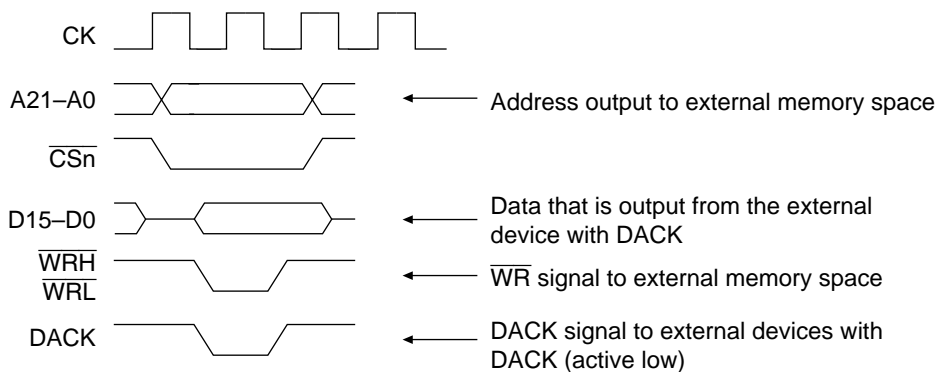 CK
A21–A0
Address output to external memory space
CSn
D15–D0
Data that is output from the external
device with DACK
WRH
WRL
WR signal to external memory space
DACK
DACK signal to external devices with
DACK (active low)